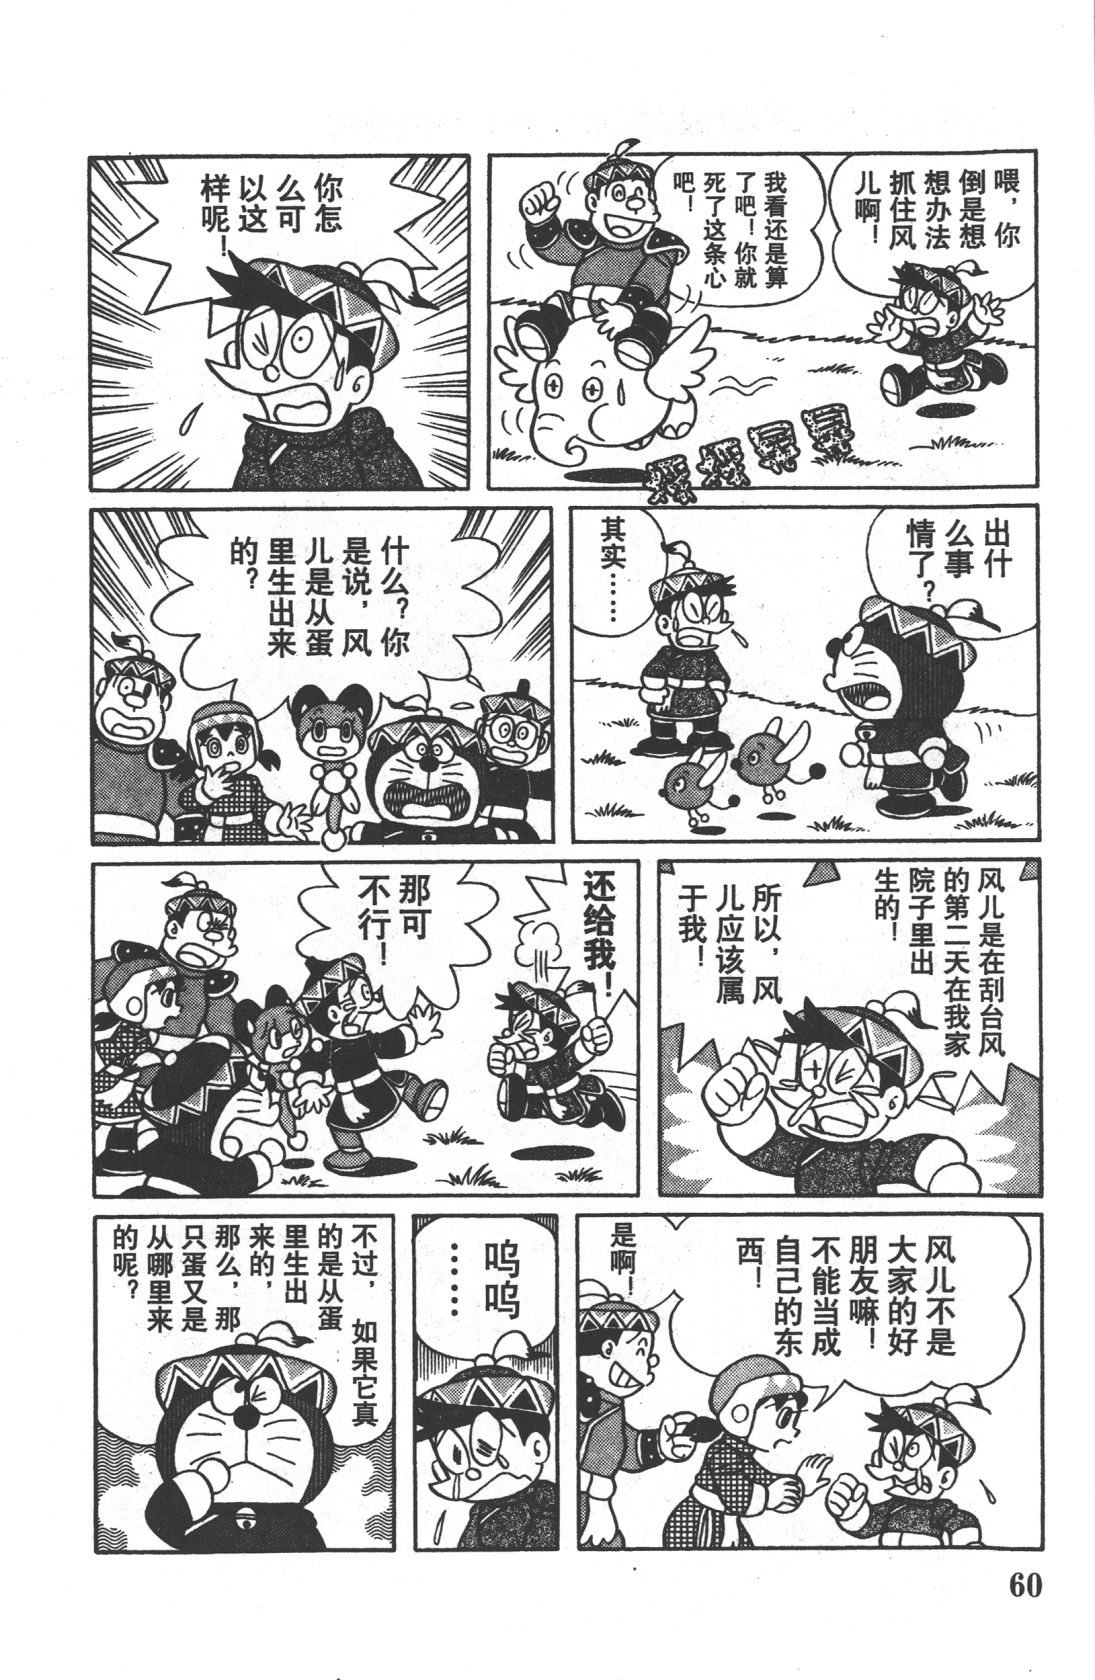 喂，你
倒是想
想办法
抓住风
儿啊！
我看还是算
了吧！你就
死了这条心
吧！
你怎
么可
以这
样呢！
出什
么事
情了？
其实……
什么？你
是说，风
儿是从蛋
里生出来
的？
风儿是在刮台风
的第二天在我家
院子里出
生的！
所以，风
儿应该属
于我！
还给我！
那可
不行！
风儿不是
大家的好
朋友嘛！
不能当成
自己的东
西！
是啊！
呜呜
……
不过，如果它真
的是从蛋
里生出
来的，
那么，那
只蛋又是
从哪里来
的呢？
60